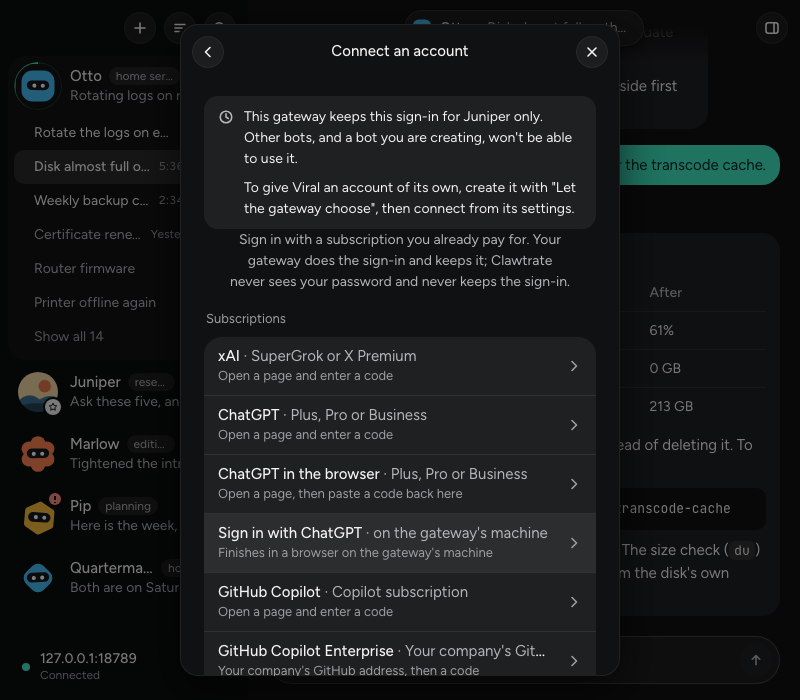 Connect an account
This gateway keeps this sign-in for Juniper only.
Other bots, and a bot you are creating, won't be able
to use it.
To give Viral an account of its own, create it with "Let
the gateway choose", then connect from its settings.
Sign in with a subscription you already pay for. Your
gateway does the sign-in and keeps it; Clawtrate
never sees your password and never keeps the sign-in.
Subscriptions
xAI · SuperGrok or X Premium
Open a page and enter a code
ChatGPT · Plus, Pro or Business
Open a page and enter a code
ChatGPT in the browser · Plus, Pro or Business
Open a page, then paste a code back here
Sign in with ChatGPT · on the gateway's machine
Finishes in a browser on the gateway's machine
GitHub Copilot · Copilot subscription
Open a page and enter a code
GitHub Copilot Enterprise · Your company's Git...
Your company's GitHub address, then a code
Otto home ser...
Rotating logs on
Rotate the logs on e...
Disk almost full o... 5:36
Weekly backup c... 2:34
Certificate rene... Yeste
Router firmware
Printer offline again
Show all 14
Juniper rese...
Ask these five, an
Marlow editi...
Tightened the intr
Pip planning
Here is the week,
Quarterma... ho
Both are on Satur
127.0.0.1:18789
Connected
side first
the transcode cache.
After
61%
0 GB
213 GB
ead of deleting it. To
transcode-cache
The size check ( du )
m the disk's own